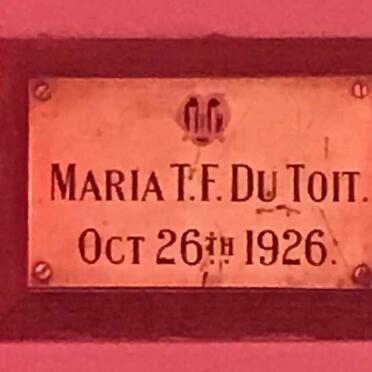 MARIA T.F. DU TOIT.
OCT 26TH 1926.